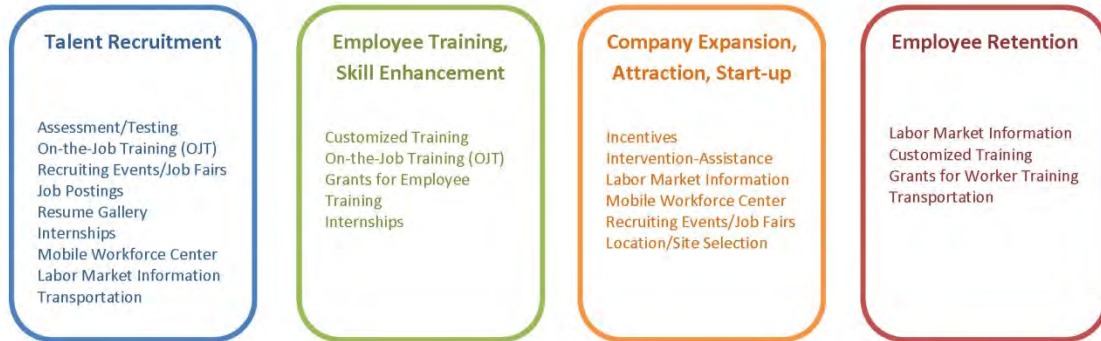 Talent Recruitment
Assessment/Testing
On-the-Job Training (OJT)
Recruiting Events/Job Fairs
Job Postings
Resume Gallery
Internships
Mobile Workforce Center
Labor Market Information
Transportation
Employee Training,
Skill Enhancement
Customized Training
On-the-Job Training (OJT)
Grants for Employee
Training
Internships
Company Expansion,
Attraction, Start-up
Incentives
Intervention-Assistance
Labor Market Information
Mobile Workforce Center
Recruiting Events/Job Fairs
Location/Site Selection
Employee Retention
Labor Market Information
Customized Training
Grants for Worker Training
Transportation